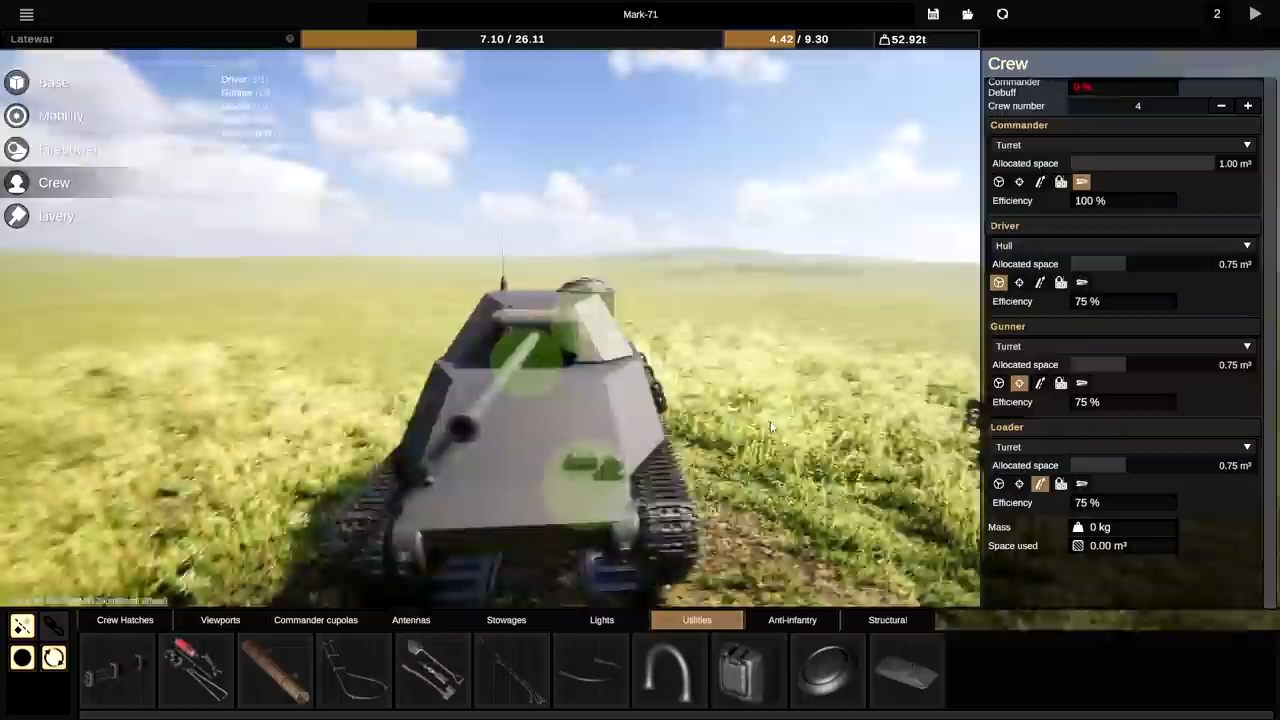 Mark-71
2
Latewar
7.10 / 26.11
4.42 / 9.30
52.92t
Base
Mobility
Firepower
Crew
Livery
Driver
Gunner
Crew
Commander
Debuff
0 %
Crew number
4
Commander
Turret
Allocated space
1.00 m³
Efficiency
100 %
Driver
Hull
Allocated space
0.75 m³
Efficiency
75 %
Gunner
Turret
Allocated space
0.75 m³
Efficiency
75 %
Loader
Turret
Allocated space
0.75 m³
Efficiency
75 %
Mass
0 kg
Space used
0.00 m³
Crew Hatches
Viewports
Commander cupolas
Antennas
Stowages
Lights
Utilities
Anti-infantry
Structural